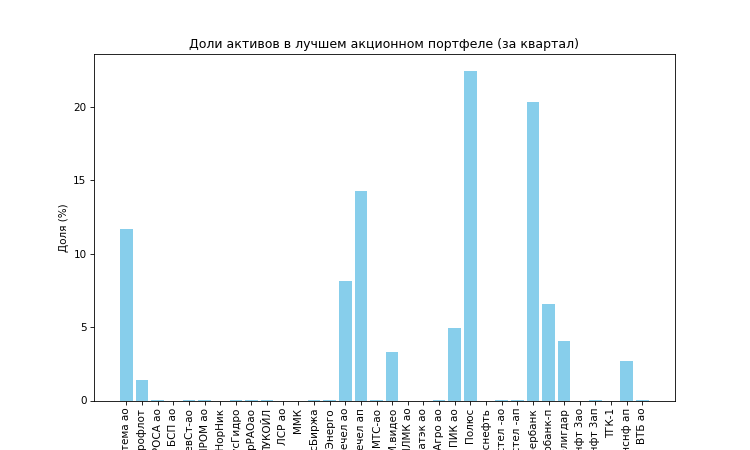 Доли активов в лучшем акционном портфеле (за квартал)
Доля (%)
20
15
10
5
0
тема ао
рофлот
РОСА ао
БСП ао
евСт-ао
ПРОМ ао
НорНик
сГидро
рРАОао
ЛУКОЙЛ
ЛСР ао
ММК
сБиржа
Энерго
ечел ао
ечел ап
МТС-ао
М.видео
ЛМК ао
атэк ао
Агро ао
ПИК ао
Полюс
снефть
стел -ао
стел -ап
ербанк
рбанк-п
лигдар
нфт 3ао
нфт 3ап
ТГК-1
нснф ап
ВТБ ао